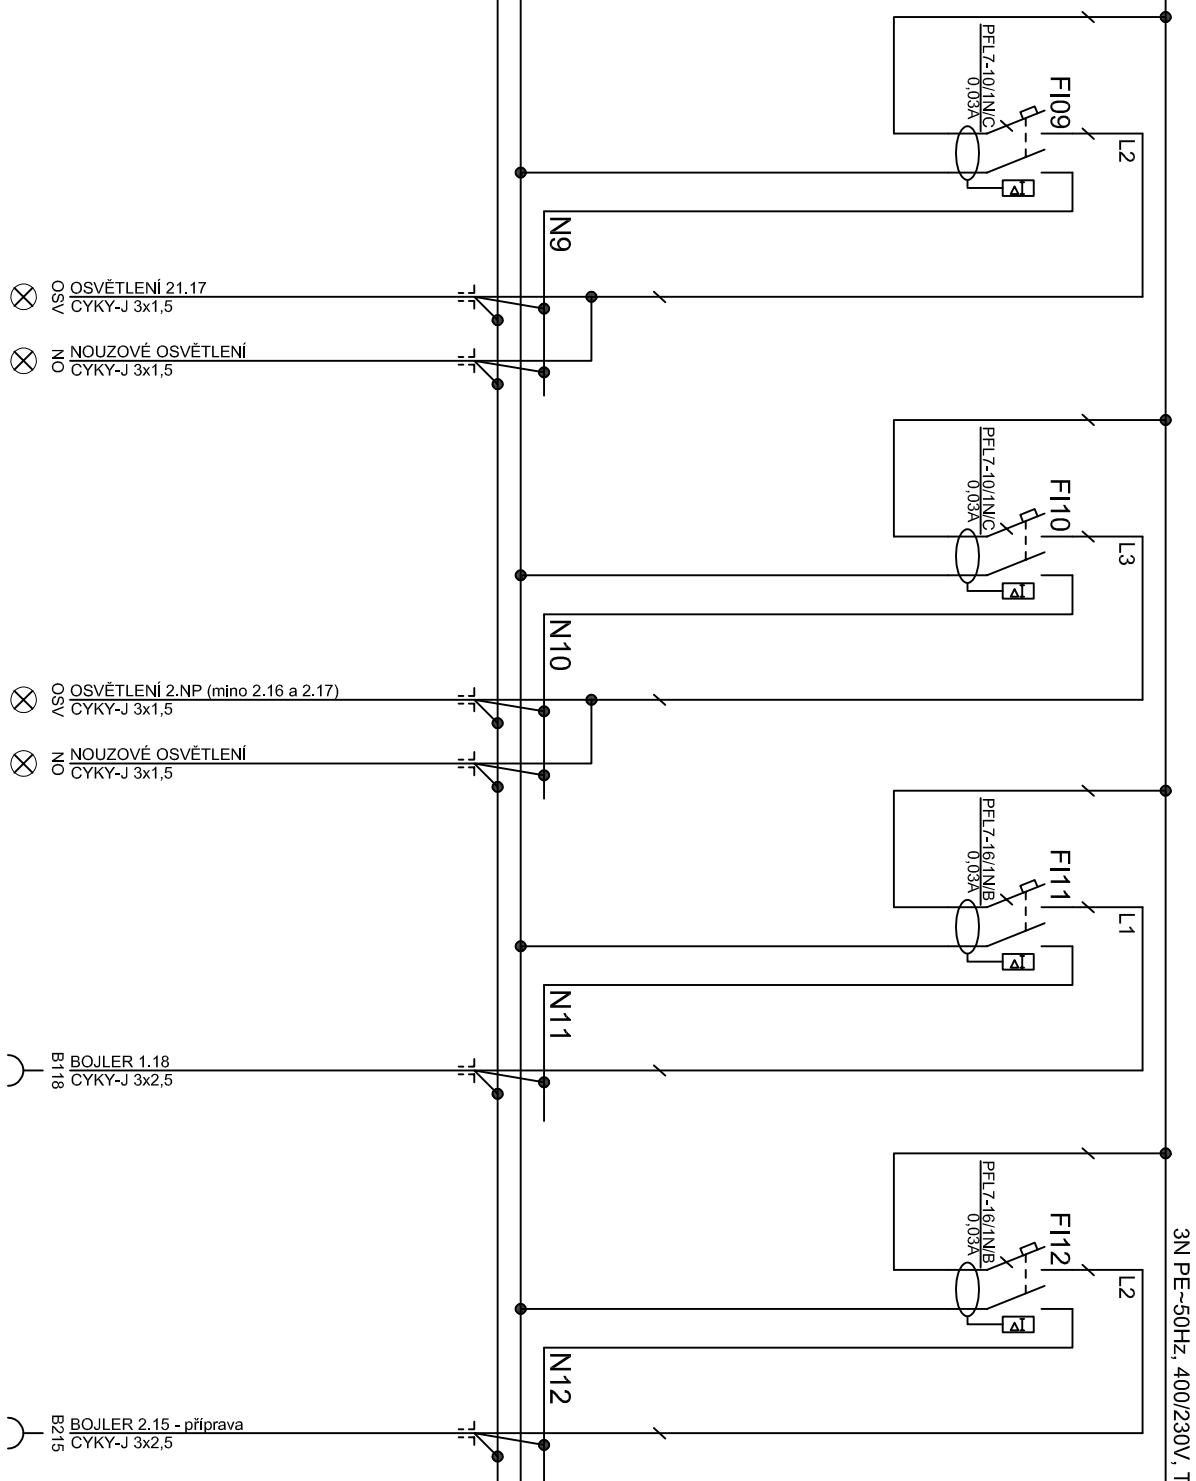 FI09
PFL7-10/1N/C
0,03A
L2
ΔI
N9
OSVĚTLENÍ 21.17
CYKY-J 3x1,5
OSV
NOUZOVÉ OSVĚTLENÍ
CYKY-J 3x1,5
NO
FI10
PFL7-10/1N/C
0,03A
L3
ΔI
N10
OSVĚTLENÍ 2.NP (mino 2.16 a 2.17)
CYKY-J 3x1,5
OSV
NOUZOVÉ OSVĚTLENÍ
CYKY-J 3x1,5
NO
FI11
PFL7-16/1N/B
0,03A
L1
ΔI
N11
BOJLER 1.18
CYKY-J 3x2,5
B118
FI12
PFL7-16/1N/B
0,03A
L2
ΔI
N12
BOJLER 2.15 - příprava
CYKY-J 3x2,5
B215
3N PE~50Hz, 400/230V,